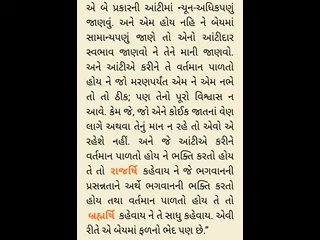 એ બે પ્રકારની આંટીમાં ન્યૂન-અધિકપણું
જાણવું. અને એમ હોય નહિ ને બેયમાં
સામાન્યપણું જાણે તો એનો આંટીદાર
સ્વભાવ જાણવો ને તેને માની જાણવો.
અને આંટીએ કરીને તે વર્તમાન પાળતો
હોય ને જો મરણપર્યંત એમ ને એમ નભે
તો તો ઠીક; પણ તેનો પૂરો વિશ્વાસ ન
આવે. કેમ જે, જો એને કોઈક જાતનાં વેણ
લાગે અથવા તેનું માન ન રહે તો એવો એ
રહેશે નહીં. અને જે આંટીએ કરીને
વર્તમાન પાળતો હોય ને ભક્તિ કરતો હોય
તે તો રાજર્ષિ કહેવાય ને જે ભગવાનની
પ્રસન્નતાને અર્થે ભગવાનની ભક્તિ કરતો
હોય તથા વર્તમાન પાળતો હોય તે તો
બ્રહ્મર્ષિ કહેવાય ને તે સાધુ કહેવાય. એવી
રીતે એ બેયમાં ફળનો ભેદ પણ છે."